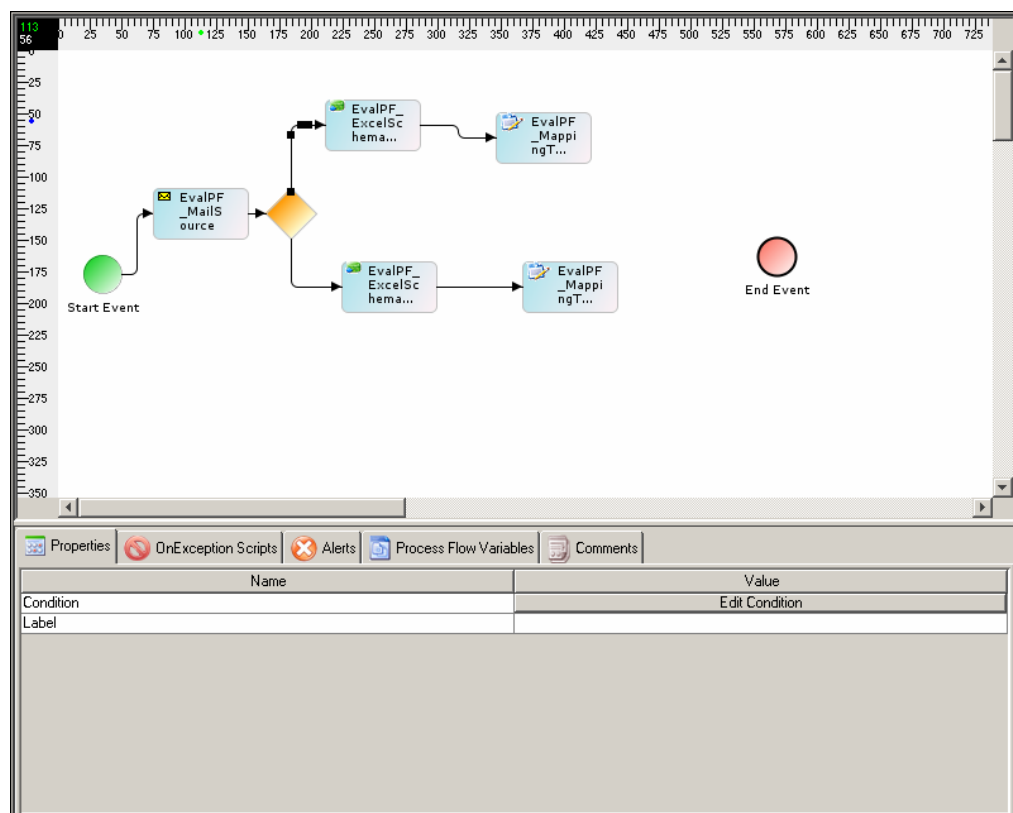 113
56
0 25 50 75 100 125 150 175 200 225 250 275 300 325 350 375 400 425 450 475 500 525 550 575 600 625 650 675 700 725
0
25
50
75
100
125
150
175
200
225
250
275
300
325
350
EvalPF_
ExcelSc
hema...
EvalPF
_Mappi
ngT...
EvalPF
_MailS
ource
Start Event
EvalPF_
ExcelSc
hema...
EvalPF
_Mappi
ngT...
End Event
Properties OnException Scripts Alerts Process Flow Variables Comments
Name Value
Condition Edit Condition
Label